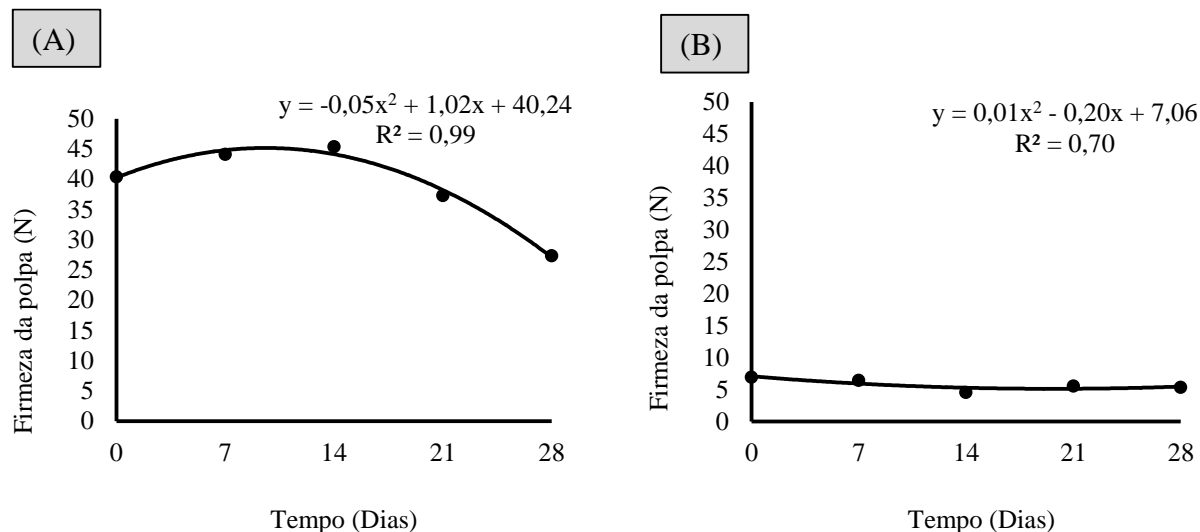 (A)
y = -0,05x² + 1,02x + 40,24
R² = 0,99
50
45
40
35
30
25
20
15
10
5
0
Firmeza da polpa (N)
0 7 14 21 28
Tempo (Dias)
(B)
y = 0,01x² - 0,20x + 7,06
R² = 0,70
50
45
40
35
30
25
20
15
10
5
0
Firmeza da polpa (N)
0 7 14 21 28
Tempo (Dias)